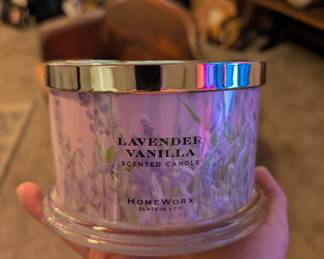 LAVENDER
VANILLA
SCENTED CANDLE
HOMEWORX
SLATKIN + CO.